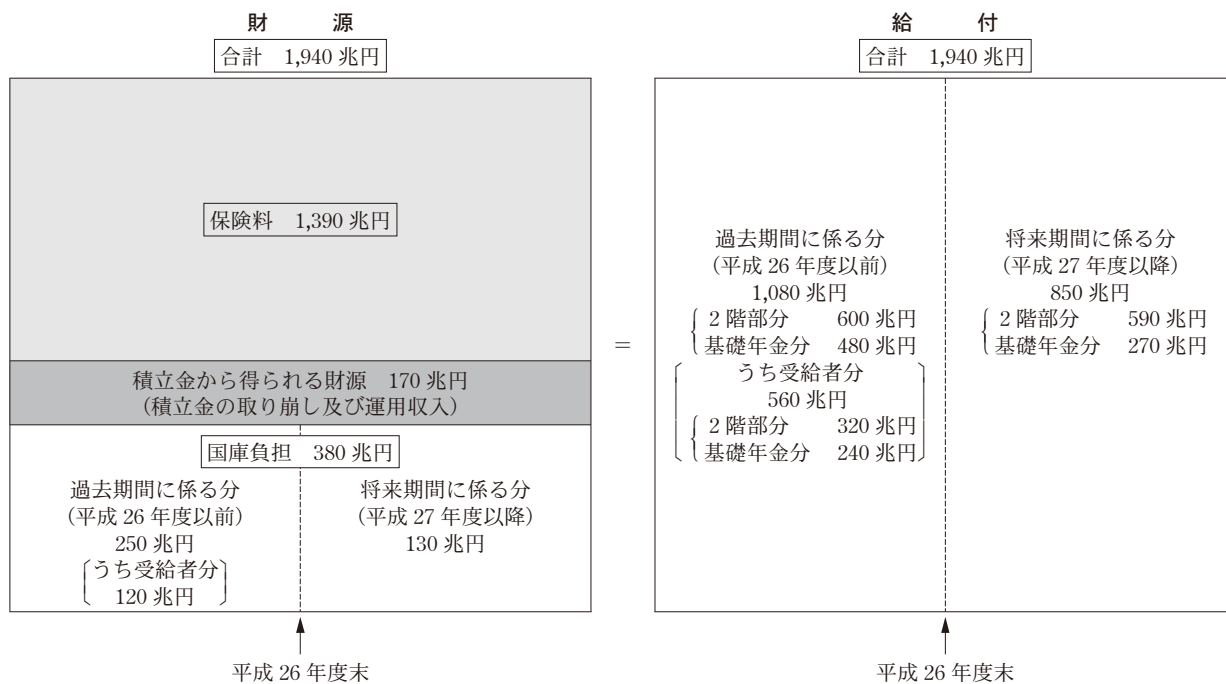 財　源
合計　1,940 兆円
保険料　1,390 兆円
積立金から得られる財源　170 兆円
（積立金の取り崩し及び運用収入）
国庫負担　380 兆円
過去期間に係る分
（平成 26 年度以前）
250 兆円
うち受給者分
120 兆円
将来期間に係る分
（平成 27 年度以降）
130 兆円
平成 26 年度末
＝
給　付
合計　1,940 兆円
過去期間に係る分
（平成 26 年度以前）
1,080 兆円
2 階部分　600 兆円
基礎年金分　480 兆円
うち受給者分
560 兆円
2 階部分　320 兆円
基礎年金分　240 兆円
将来期間に係る分
（平成 27 年度以降）
850 兆円
2 階部分　590 兆円
基礎年金分　270 兆円
平成 26 年度末